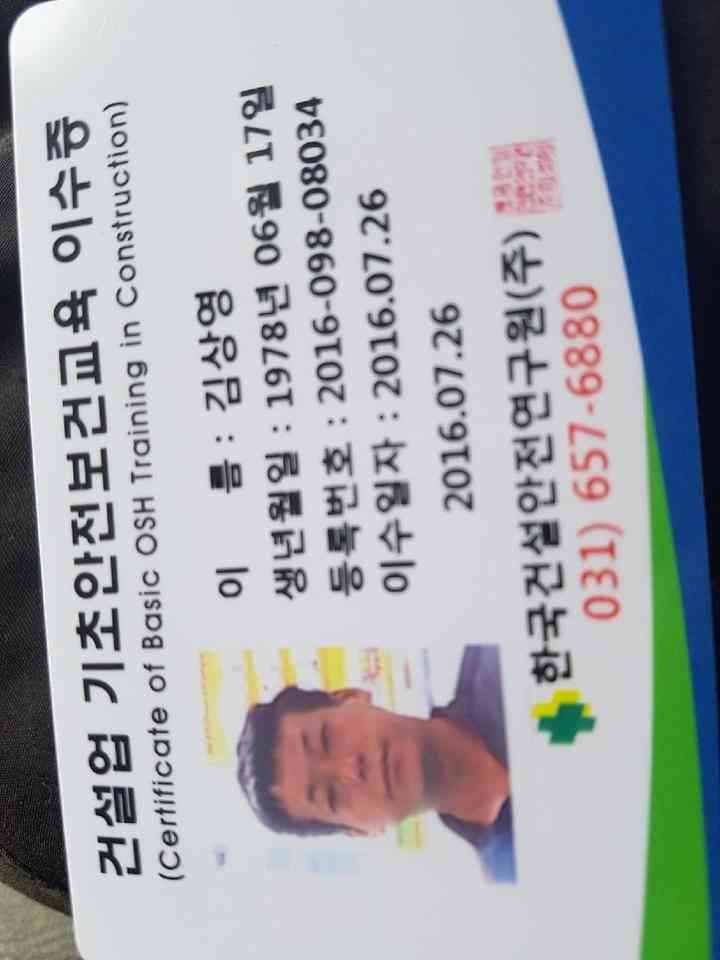 건설업 기초안전보건교육 이수증
(Certificate of Basic OSH Training in Construction)
이 름 : 김상영
생년월일 : 1978년 06월 17일
등록번호 : 2016-098-08034
이수일자 : 2016.07.26
2016.07.26
한국건설안전연구원(주)
031) 657-6880